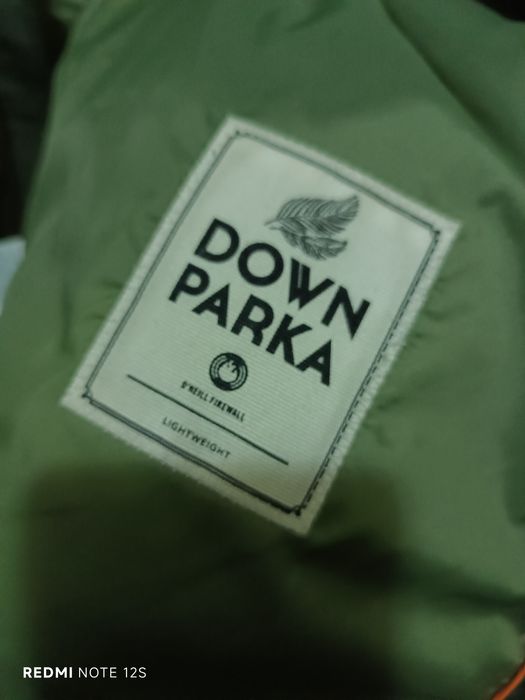 DOWN
PARKA
O'NEILL FIREWALL
LIGHTWEIGHT
REDMI NOTE 12S